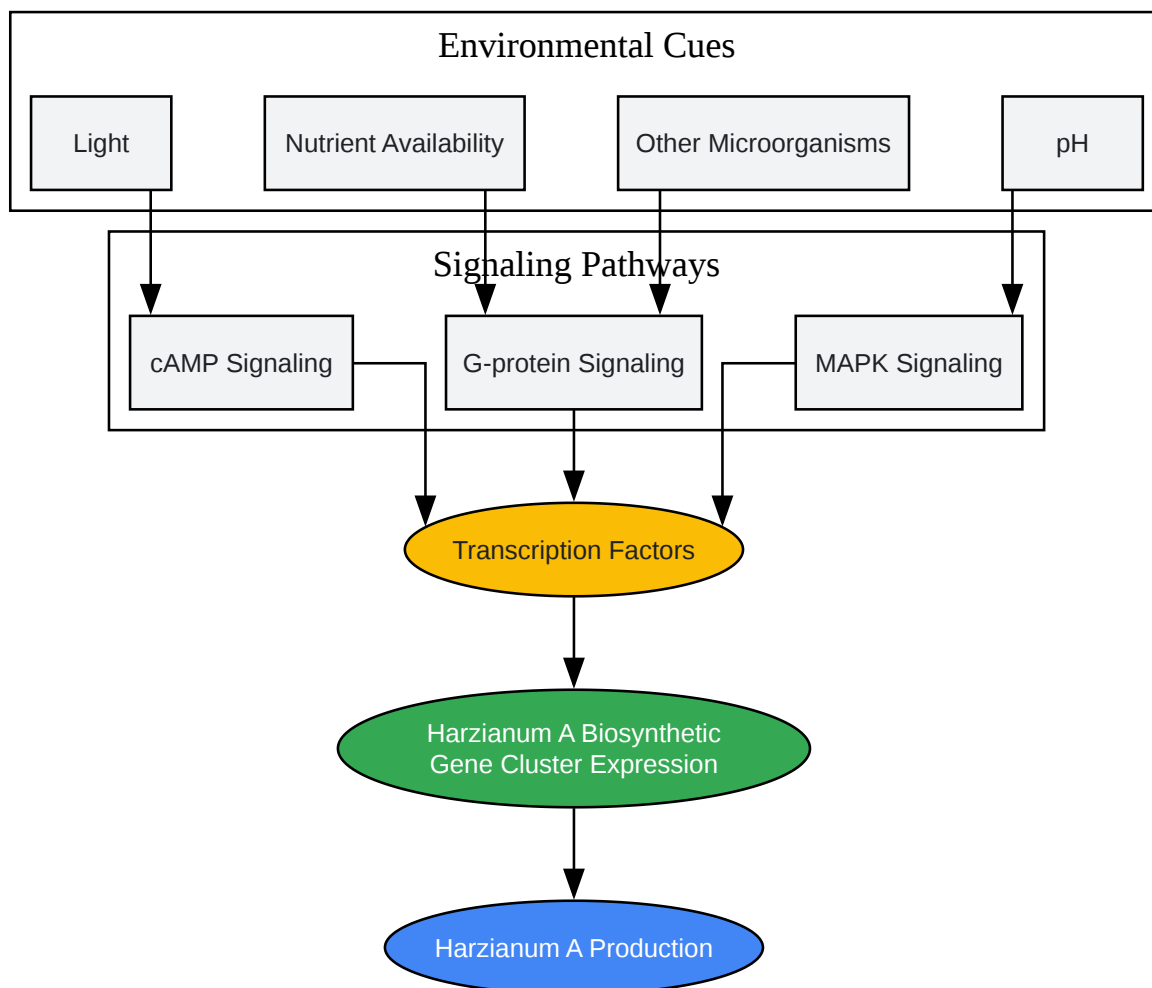 Environmental Cues
Light
Nutrient Availability
Other Microorganisms
pH
Signaling Pathways
cAMP Signaling
G-protein Signaling
MAPK Signaling
Transcription Factors
Harzianum A Biosynthetic
Gene Cluster Expression
Harzianum A Production